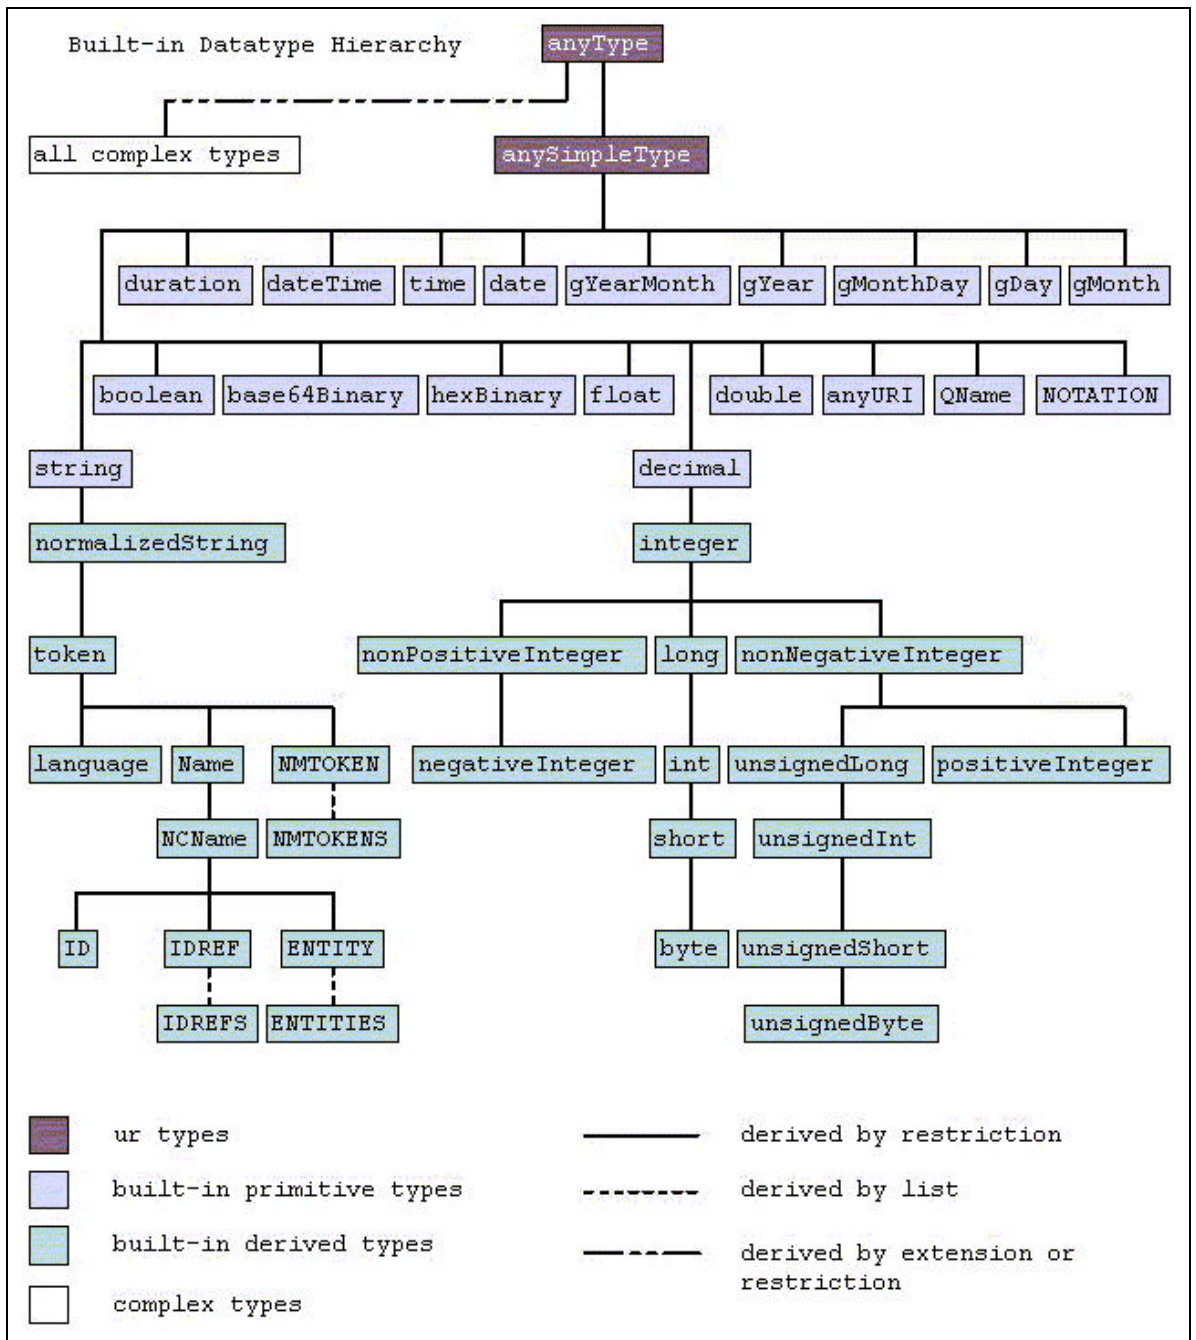 Built-in Datatype Hierarchy
anyType
all complex types
anySimpleType
duration dateTime time date gYearMonth gYear gMonthDay gDay gMonth
boolean base64Binary hexBinary float double anyURI QName NOTATION
string decimal
normalizedString integer
token nonPositiveInteger long nonNegativeInteger
language Name NMTOKEN negativeInteger int unsignedLong positiveInteger
NCName NMTOKENS short unsignedInt
ID IDREF ENTITY byte unsignedShort
IDREFS ENTITIES unsignedByte
ur types derived by restriction
built-in primitive types derived by list
built-in derived types derived by extension or
restriction
complex types